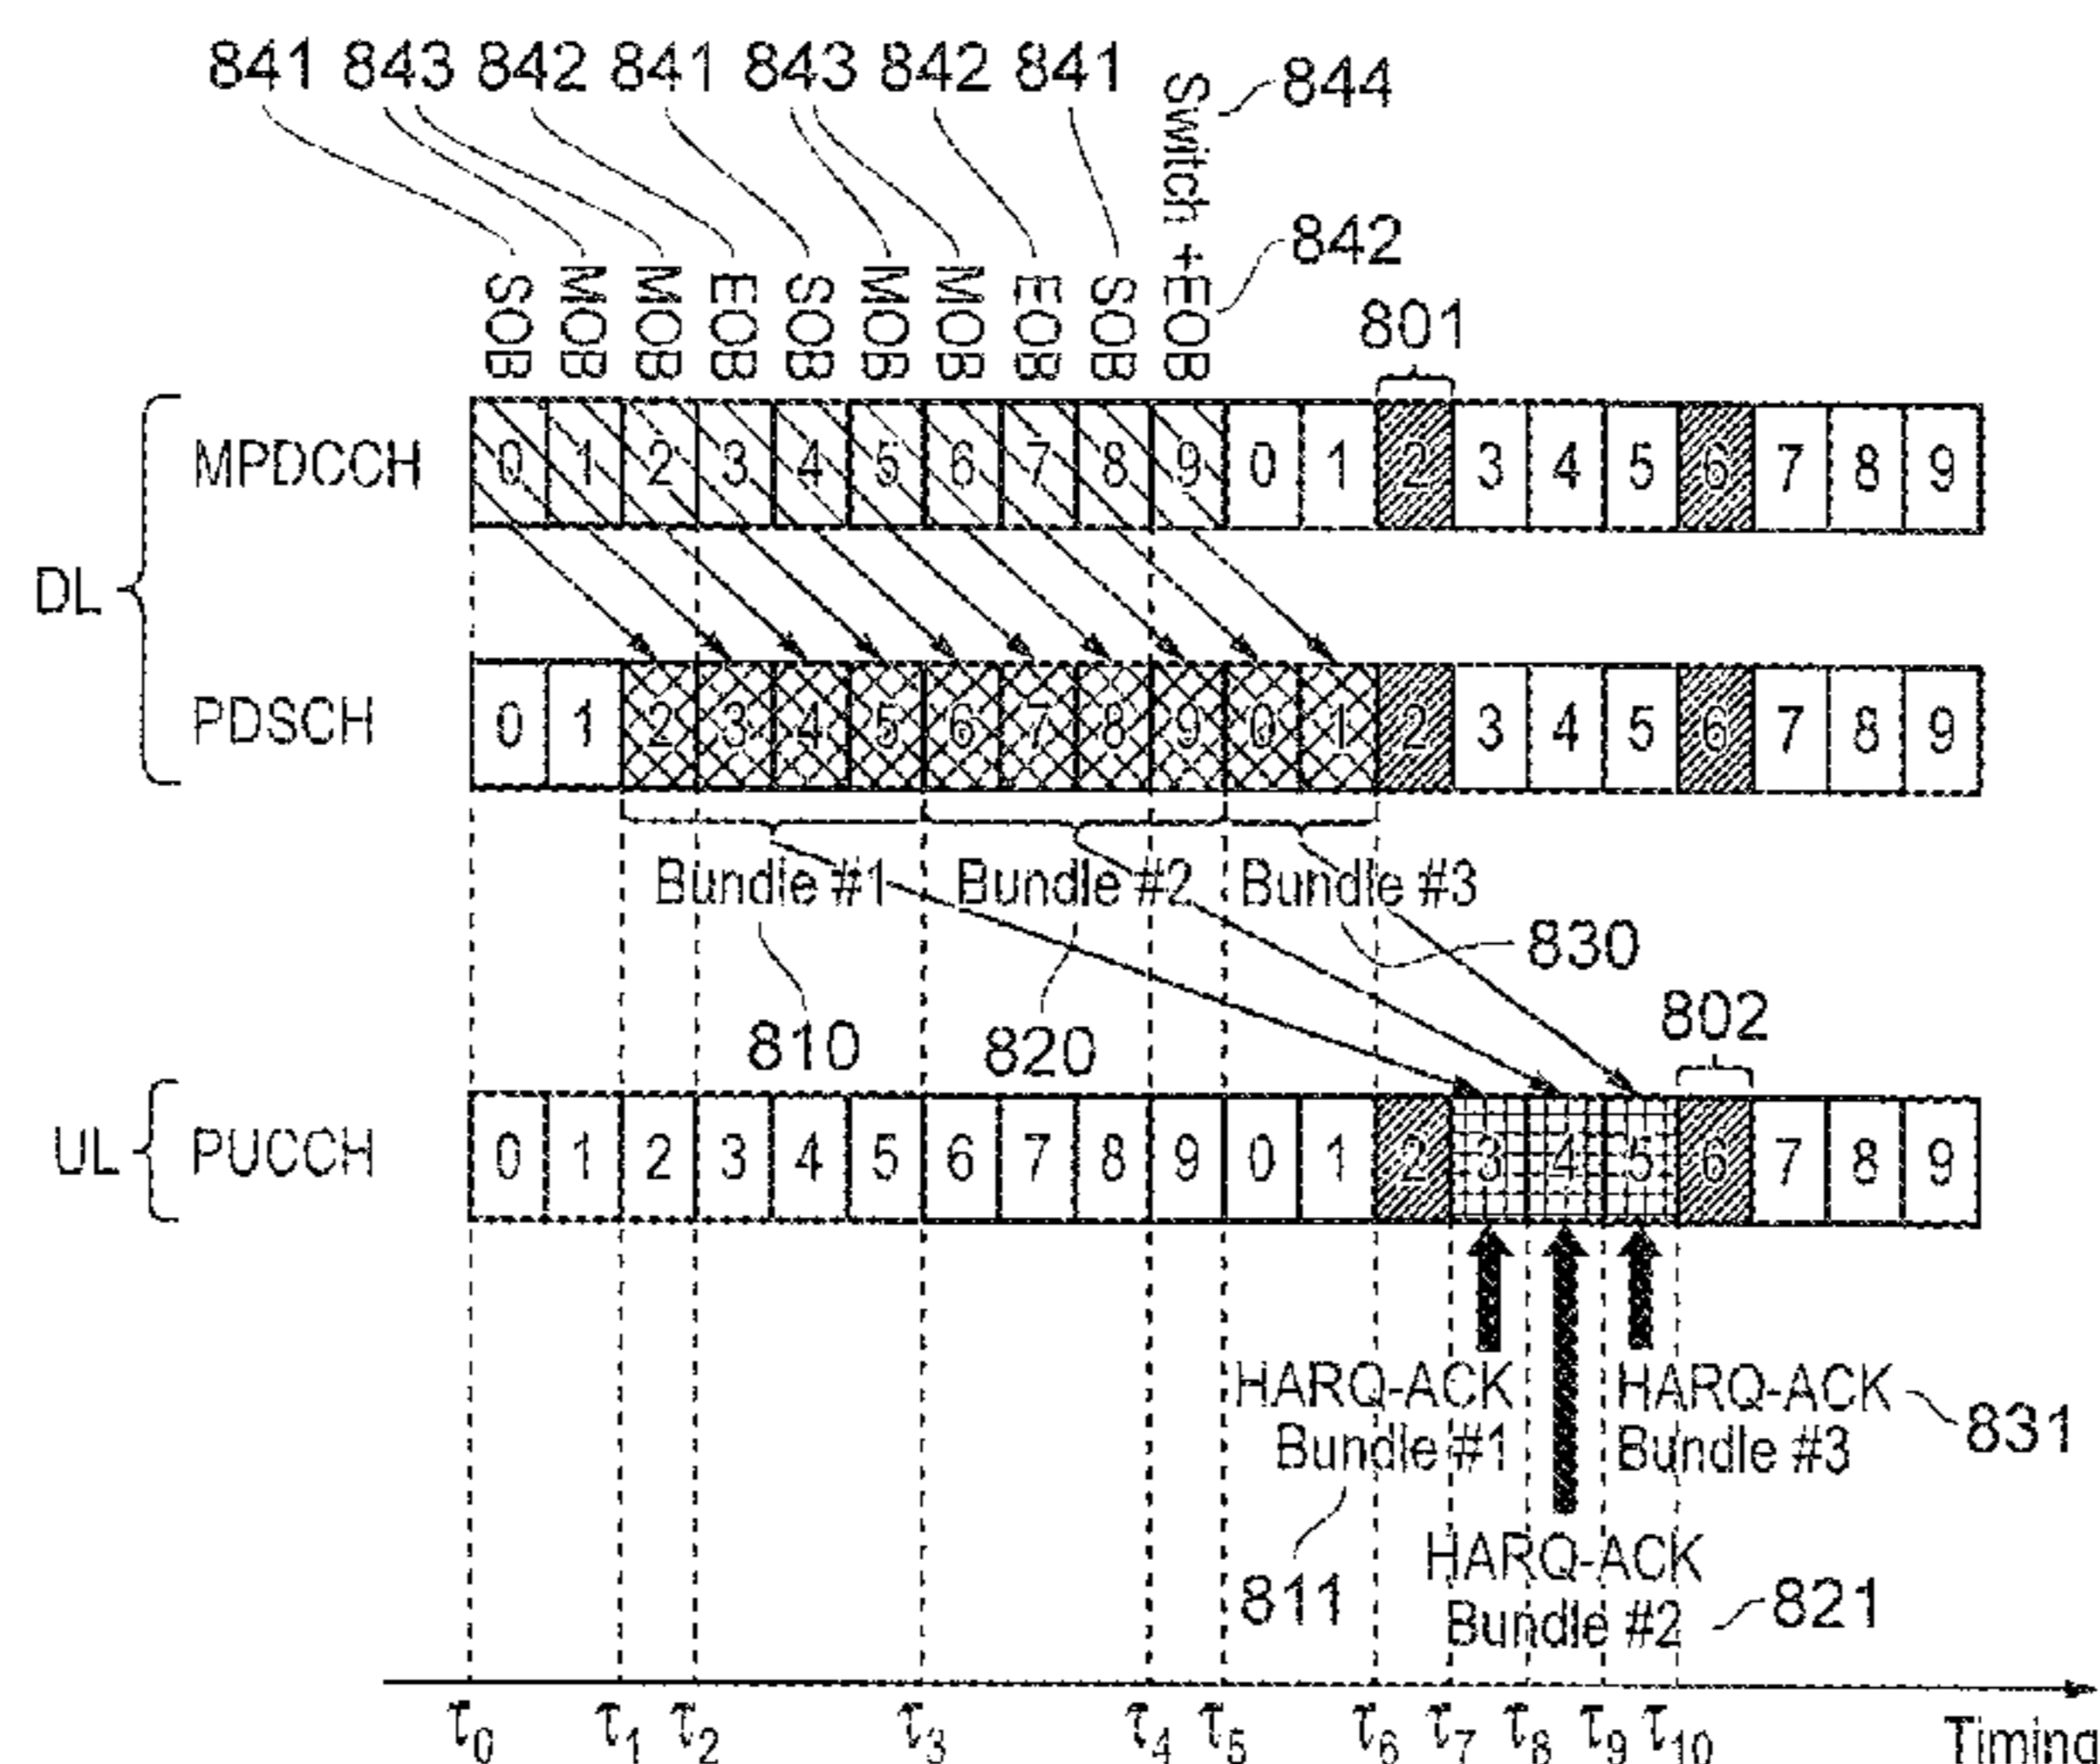 841 843 842 841 843 842 841
Switch +EOB
844
842
SOB
MOB
MOB
EOB
SOB
MOB
MOB
EOB
SOB
801
DL
MPDCCH
0 1 2 3 4 5 6 7 8 9 0 1 2 3 4 5 6 7 8 9
PDSCH
0 1 2 3 4 5 6 7 8 9 0 1 2 3 4 5 6 7 8 9
Bundle #1 Bundle #2 Bundle #3
830
810 820 802
UL
PUCCH
0 1 2 3 4 5 6 7 8 9 0 1 2 3 4 5 6 7 8 9
HARQ-ACK
Bundle #1
811
HARQ-ACK
Bundle #3
831
HARQ-ACK
Bundle #2
821
τ0 τ1 τ2 τ3 τ4 τ5 τ6 τ7 τ8 τ9 τ10 Timing